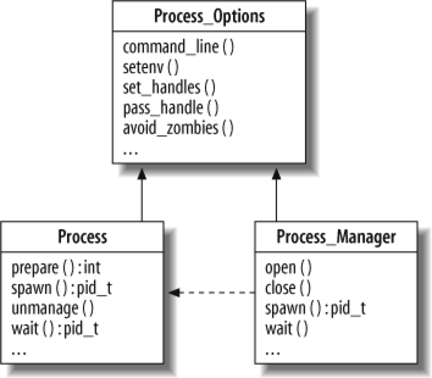 Process_Options
command_line ( )
setenv ( )
set_handles ( )
pass_handle ( )
avoid_zombies ( )
...
Process
prepare ( ) : int
spawn ( ) : pid_t
unmanage ( )
wait ( ) : pid_t
...
Process_Manager
open ( )
close ( )
spawn ( ) : pid_t
wait ( )
...